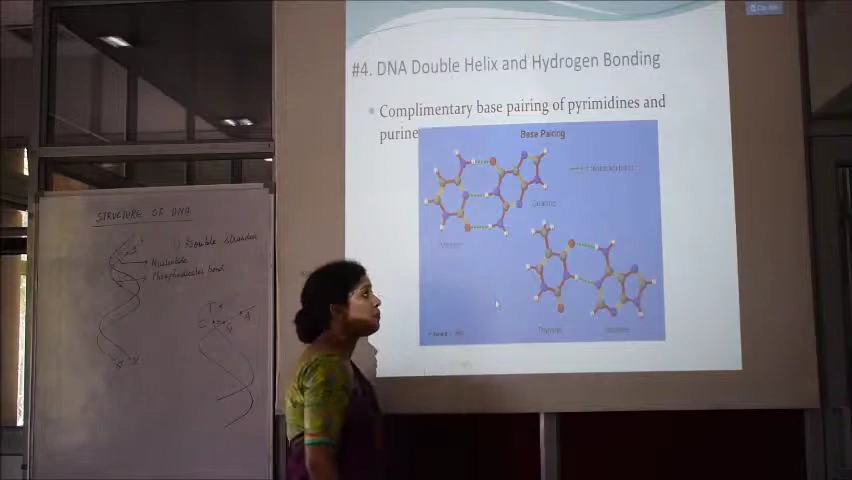 #4. DNA Double Helix and Hydrogen Bonding
Complimentary base pairing of pyrimidines and
purine
Base Pairing
Guanine
Thymine
STRUCTURE OF DNA
1) Double stranded
Nucleotide
Phosphodiester bond
T
A